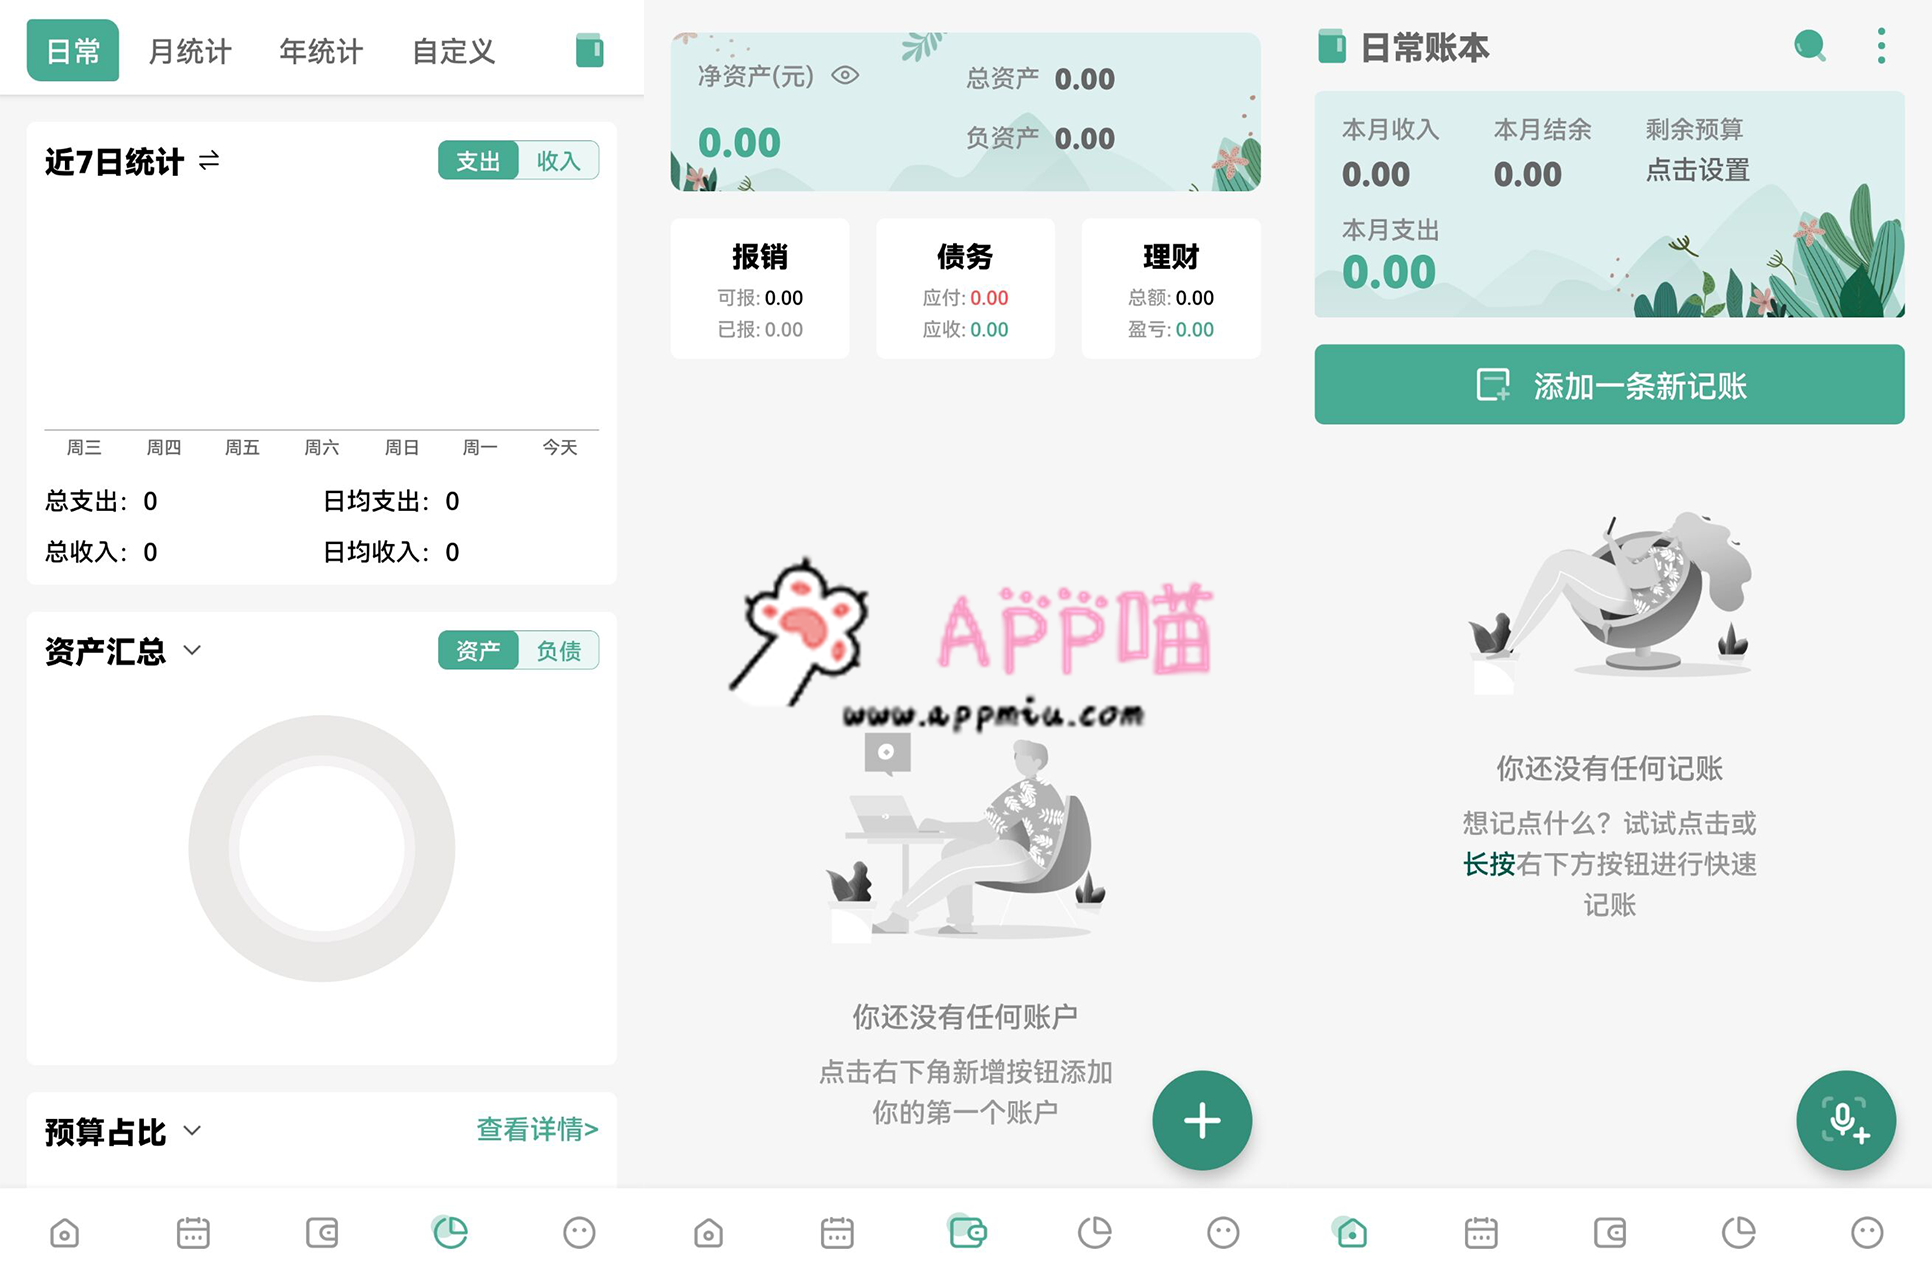 日常 月统计 年统计 自定义
近7日统计
支出 收入
周三 周四 周五 周六 周日 周一 今天
总支出：0 日均支出：0
总收入：0 日均收入：0
资产汇总
资产 负债
预算占比
查看详情>
净资产(元) 总资产 0.00
0.00 负资产 0.00
报销
可报: 0.00
已报: 0.00
债务
应付: 0.00
应收: 0.00
理财
总额: 0.00
盈亏: 0.00
APP喵
www.appmiu.com
你还没有任何账户
点击右下角新增按钮添加
你的第一个账户
日常账本
本月收入 本月结余 剩余预算
0.00 0.00 点击设置
本月支出
0.00
添加一条新记账
你还没有任何记账
想记点什么？试试点击或
长按右下方按钮进行快速
记账